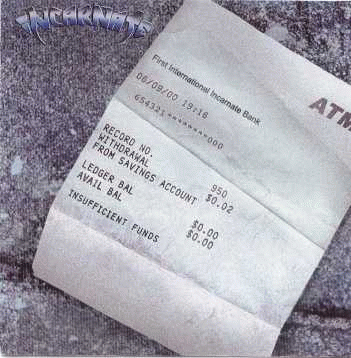 INCARNATE
ATM
First International Incarnate Bank
06/09/00 19:16
654321********000
RECORD NO. 950
WITHDRAWAL $0.02
FROM SAVINGS ACCOUNT
LEDGER BAL $0.00
AVAIL BAL $0.00
INSUFFICIENT FUNDS